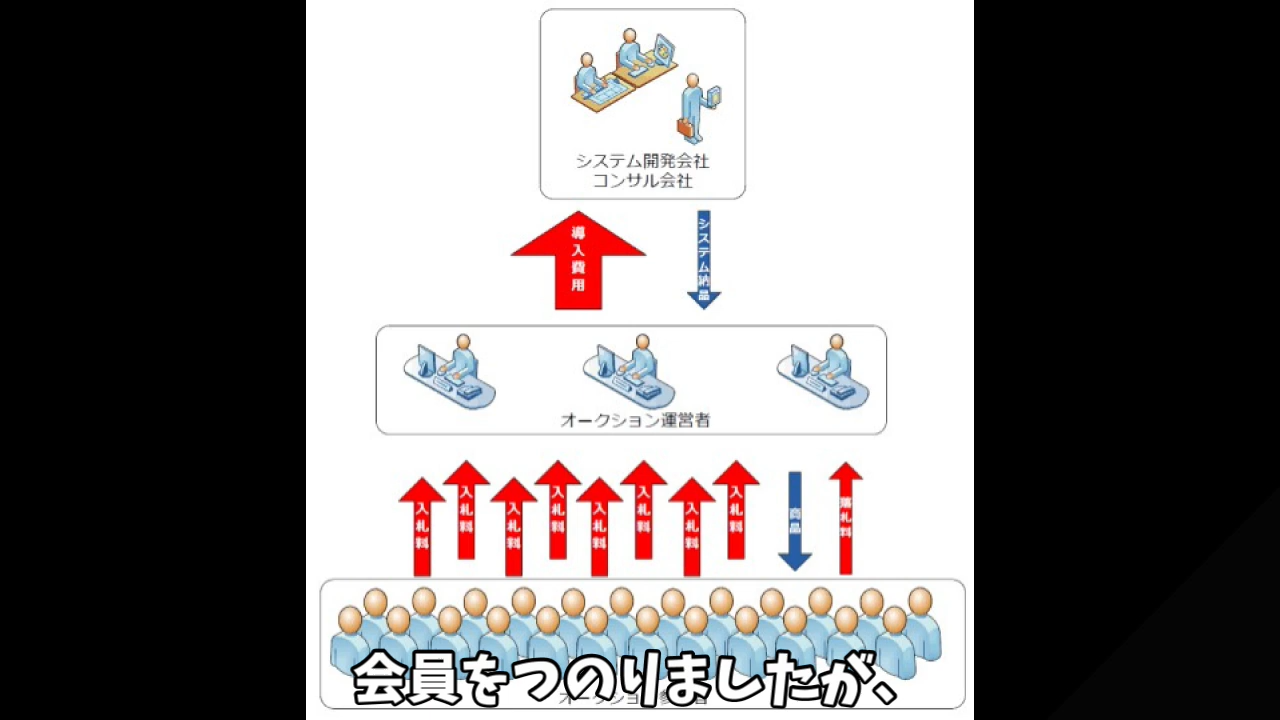 システム開発会社
コンサル会社
導入費用
システム納品
オークション運営者
入札料
入札料
入札料
入札料
入札料
入札料
入札料
入札料
商品
落札料
会員をつのりましたが、